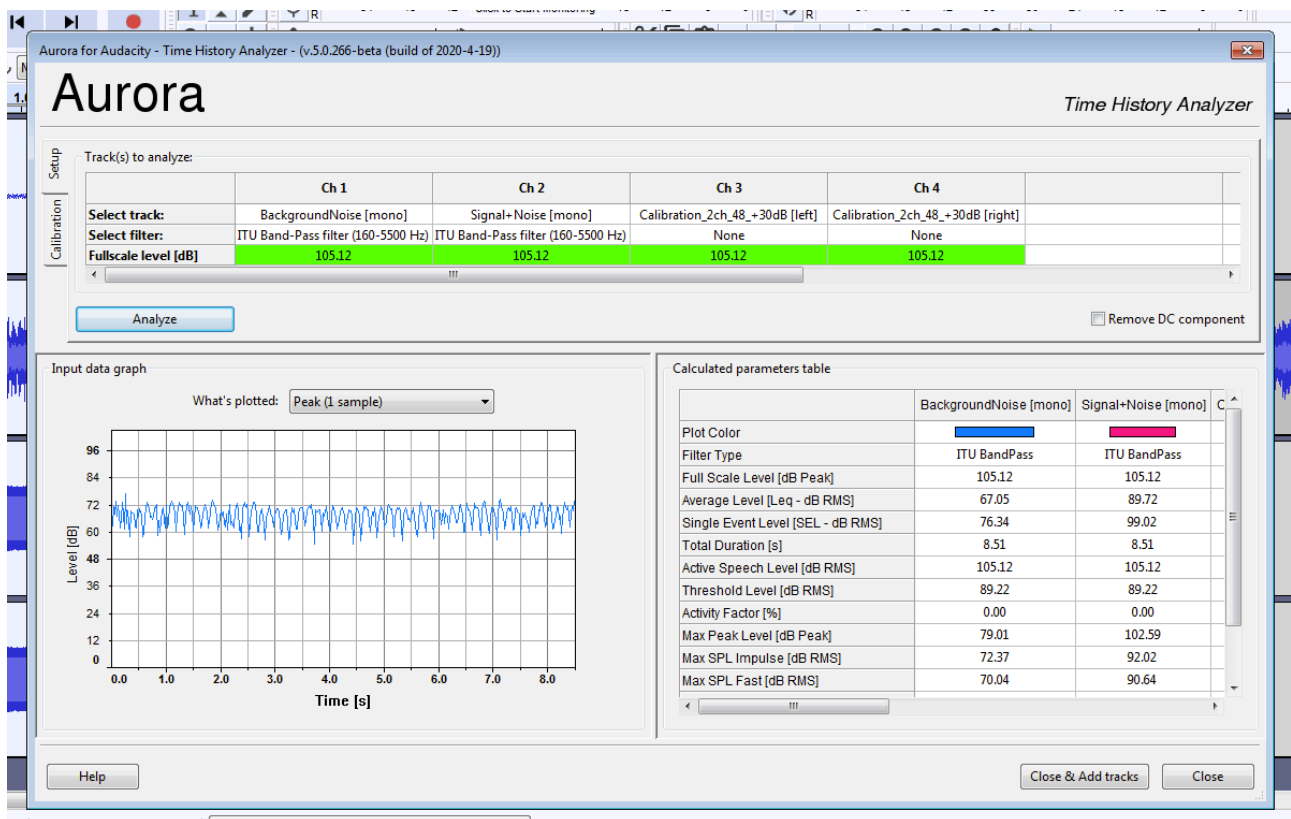 R
Click to Start Monitoring
R
Aurora for Audacity - Time History Analyzer - (v.5.0.266-beta (build of 2020-4-19))
Aurora
Time History Analyzer
Setup
Calibration
Track(s) to analyze:
Ch 1 Ch 2 Ch 3 Ch 4
Select track: BackgroundNoise [mono] Signal+Noise [mono] Calibration_2ch_48_+30dB [left] Calibration_2ch_48_+30dB [right]
Select filter: ITU Band-Pass filter (160-5500 Hz) ITU Band-Pass filter (160-5500 Hz) None None
Fullscale level [dB] 105.12 105.12 105.12 105.12
Analyze
Remove DC component
Input data graph
What's plotted: Peak (1 sample)
Level [dB]
96
84
72
60
48
36
24
12
0
0.0 1.0 2.0 3.0 4.0 5.0 6.0 7.0 8.0
Time [s]
Calculated parameters table
BackgroundNoise [mono] Signal+Noise [mono]
Plot Color
Filter Type ITU BandPass ITU BandPass
Full Scale Level [dB Peak] 105.12 105.12
Average Level [Leq - dB RMS] 67.05 89.72
Single Event Level [SEL - dB RMS] 76.34 99.02
Total Duration [s] 8.51 8.51
Active Speech Level [dB RMS] 105.12 105.12
Threshold Level [dB RMS] 89.22 89.22
Activity Factor [%] 0.00 0.00
Max Peak Level [dB Peak] 79.01 102.59
Max SPL Impulse [dB RMS] 72.37 92.02
Max SPL Fast [dB RMS] 70.04 90.64
Help
Close & Add tracks
Close